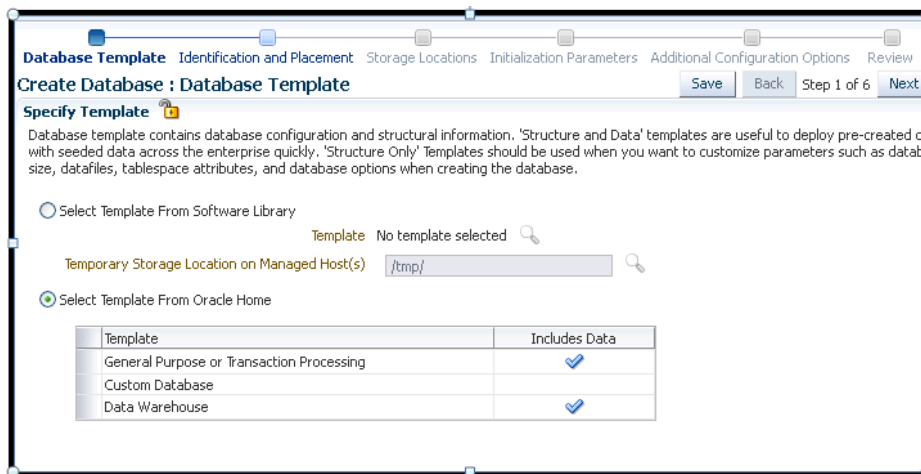 Database Template Identification and Placement Storage Locations Initialization Parameters Additional Configuration Options Review
Create Database : Database Template Save Back Step 1 of 6 Next
Specify Template
Database template contains database configuration and structural information. 'Structure and Data' templates are useful to deploy pre-created
with seeded data across the enterprise quickly. 'Structure Only' Templates should be used when you want to customize parameters such as
size, datafiles, tablespace attributes, and database options when creating the database.
Select Template From Software Library
Template No template selected
Temporary Storage Location on Managed Host(s) /tmp/
Select Template From Oracle Home
Template Includes Data
General Purpose or Transaction Processing
Custom Database
Data Warehouse